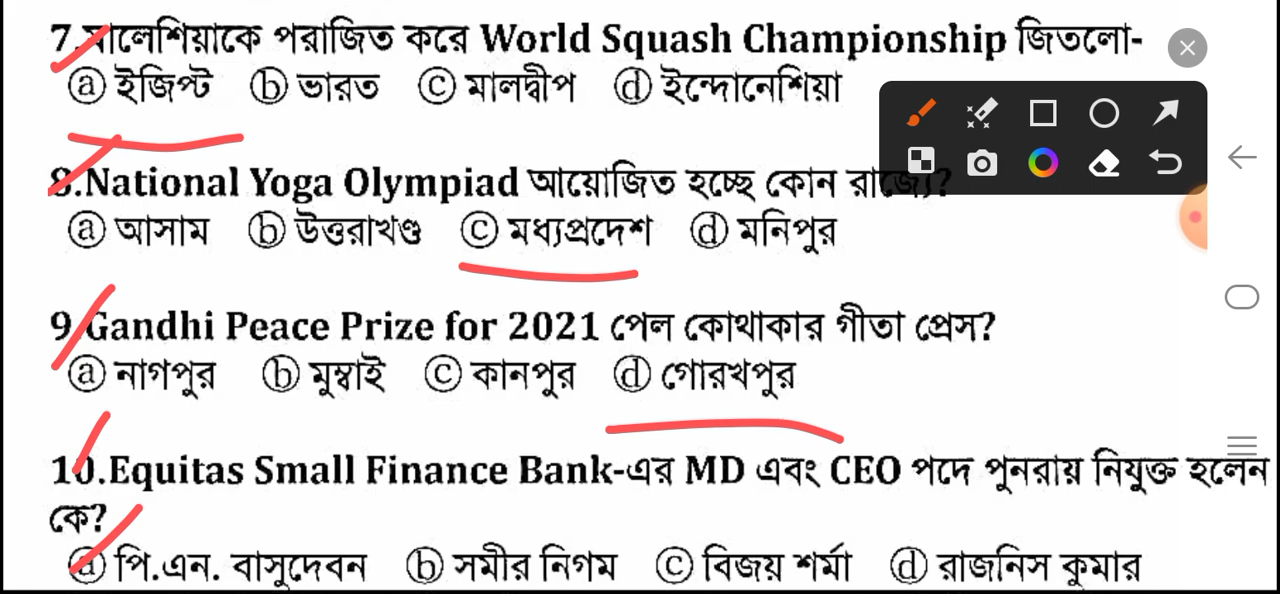 7.মালেশিয়াকে পরাজিত করে World Squash Championship জিতলো-
ⓐ ইজিপ্ট ⓑ ভারত ⓒ মালদ্বীপ ⓓ ইন্দোনেশিয়া
8.National Yoga Olympiad আয়োজিত হচ্ছে কোন রাজ্যে?
ⓐ আসাম ⓑ উত্তরাখণ্ড ⓒ মধ্যপ্রদেশ ⓓ মনিপুর
9.Gandhi Peace Prize for 2021 পেল কোথাকার গীতা প্রেস?
ⓐ নাগপুর ⓑ মুম্বাই ⓒ কানপুর ⓓ গোরখপুর
10.Equitas Small Finance Bank-এর MD এবং CEO পদে পুনরায় নিযুক্ত হলেন
কে?
ⓐ পি.এন. বাসুদেবন ⓑ সমীর নিগম ⓒ বিজয় শর্মা ⓓ রাজনিস কুমার